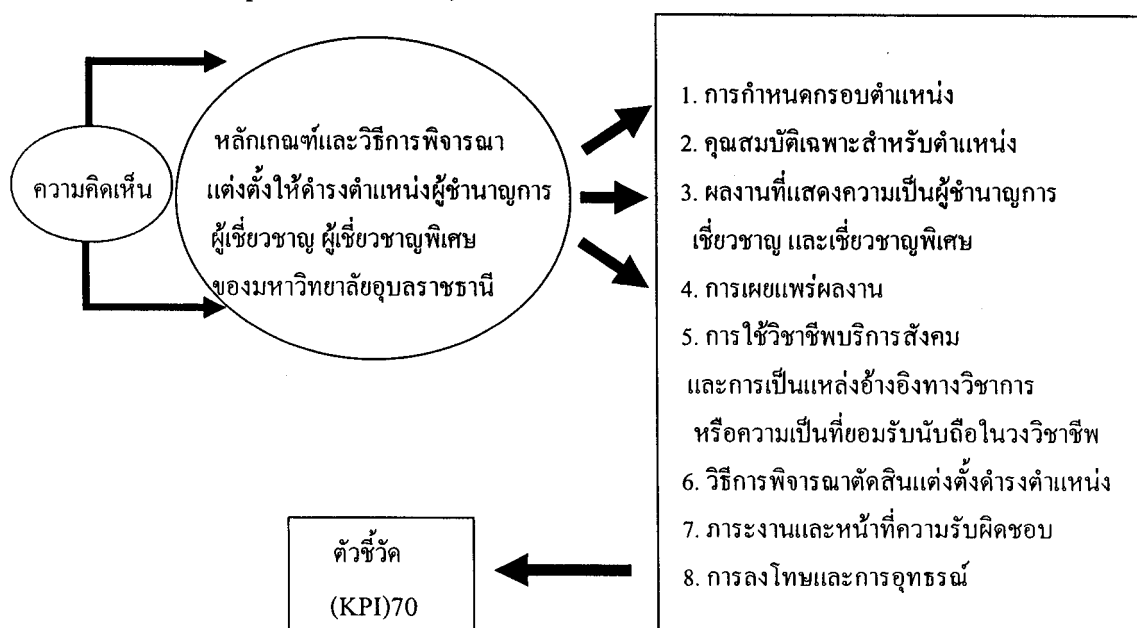 ความคิดเห็น
หลักเกณฑ์และวิธีการพิจารณา
แต่งตั้งให้ดำรงตำแหน่งผู้ชำนาญการ
ผู้เชี่ยวชาญ ผู้เชี่ยวชาญพิเศษ
ของมหาวิทยาลัยอุบลราชธานี
1. การกำหนดกรอบตำแหน่ง
2. คุณสมบัติเฉพาะสำหรับตำแหน่ง
3. ผลงานที่แสดงความเป็นผู้ชำนาญการ
เชี่ยวชาญ และเชี่ยวชาญพิเศษ
4. การเผยแพร่ผลงาน
5. การใช้วิชาชีพบริการสังคม
และการเป็นแหล่งอ้างอิงทางวิชาการ
หรือความเป็นที่ยอมรับนับถือในวงวิชาชีพ
6. วิธีการพิจารณาตัดสินแต่งตั้งดำรงตำแหน่ง
7. ภาระงานและหน้าที่ความรับผิดชอบ
8. การลงโทษและการอุทธรณ์
ตัวชี้วัด
(KPI)70